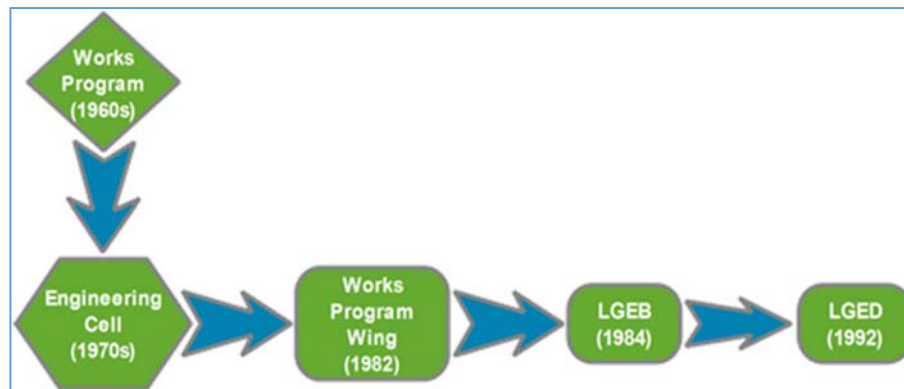 Works
Program
(1960s)
Engineering
Cell
(1970s)
Works
Program
Wing
(1982)
LGEB
(1984)
LGED
(1992)